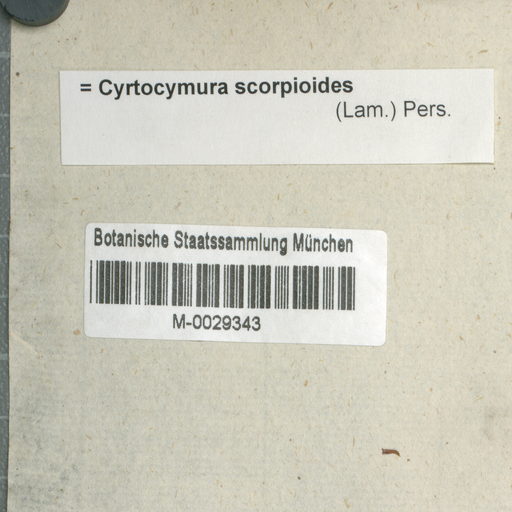 = Cyrtocymura scorpioides
(Lam.) Pers.
Botanische Staatssammlung München
M-0029343